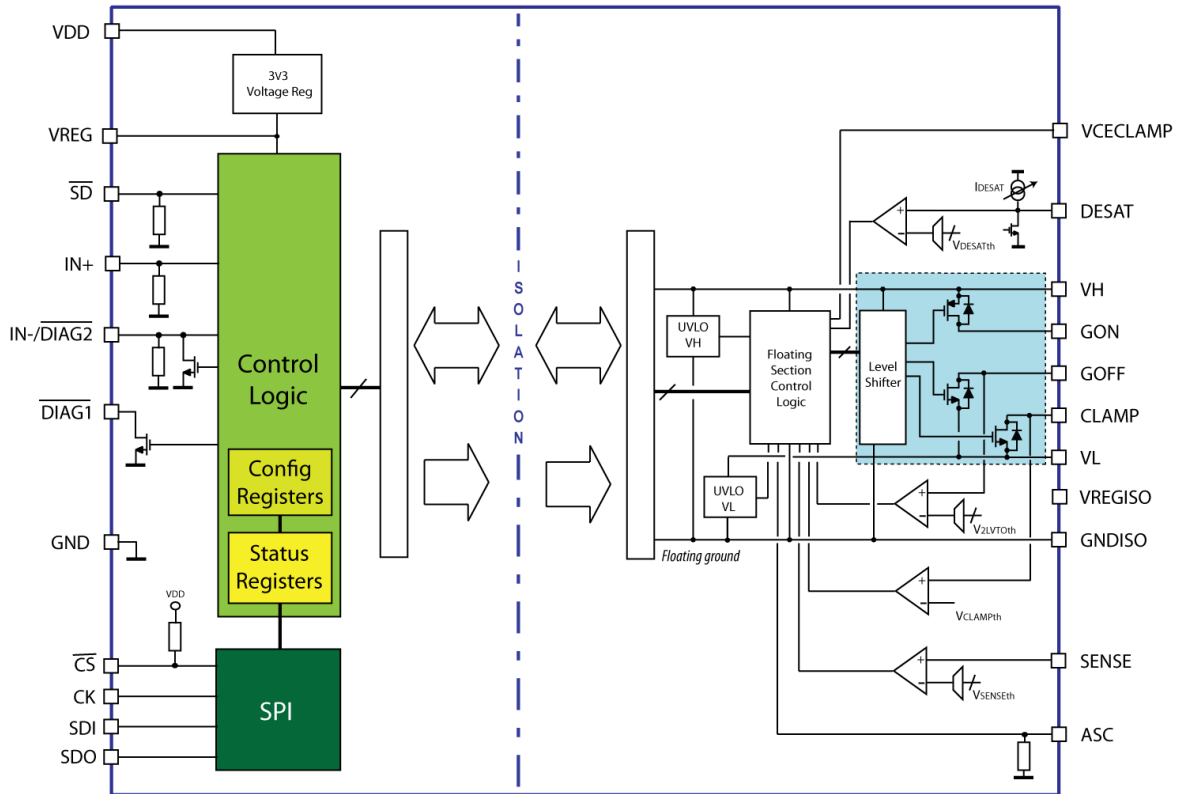 VDD
3V3
Voltage Reg
VREG
SD
IN+
IN-/DIAG2
DIAG1
GND
VDD
CS
CK
SDI
SDO
Control
Logic
Config
Registers
Status
Registers
SPI
ISOLATION
UVLO
VH
UVLO
VL
Floating
Section
Control
Logic
Level
Shifter
Floating ground
IDESAT
+
−
VDESATth
+
−
V2LVTOth
+
−
VCLAMPth
+
−
VSENSEth
VCECLAMP
DESAT
VH
GON
GOFF
CLAMP
VL
VREGISO
GNDISO
SENSE
ASC